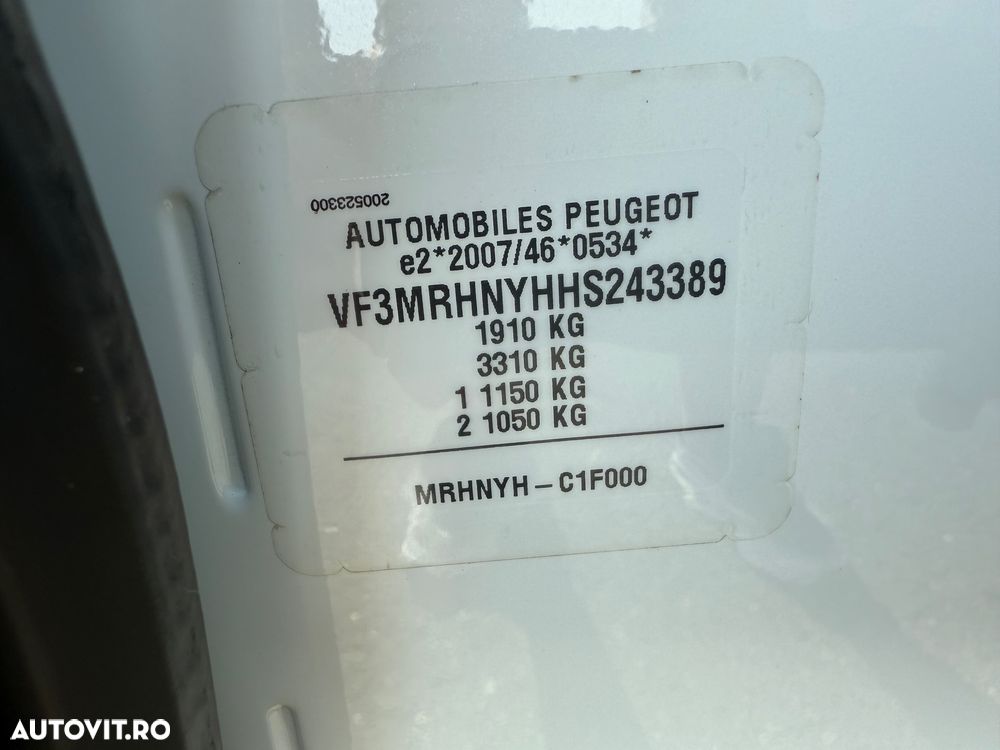 200523300
AUTOMOBILES PEUGEOT
e2*2007/46*0534*
VF3MRHNYHHS243389
1910 KG
3310 KG
1 1150 KG
2 1050 KG
MRHNYH - C1F000
AUTOVIT.RO